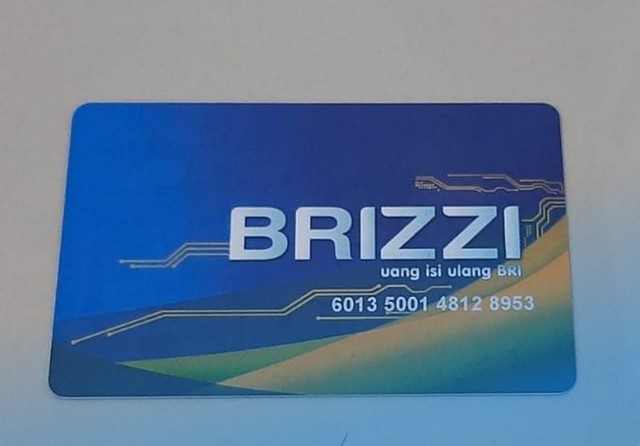 BRIZZI
uang isi ulang BRI
6013 5001 4812 8953